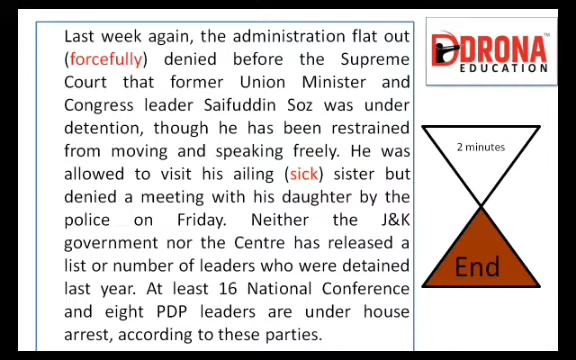 Last week again, the administration flat out
(forcefully) denied before the Supreme
Court that former Union Minister and
Congress leader Saifuddin Soz was under
detention, though he has been restrained
from moving and speaking freely. He was
allowed to visit his ailing (sick) sister but
denied a meeting with his daughter by the
police on Friday. Neither the J&K
government nor the Centre has released a
list or number of leaders who were detained
last year. At least 16 National Conference
and eight PDP leaders are under house
arrest, according to these parties.
DRONA
EDUCATION
2 minutes
End